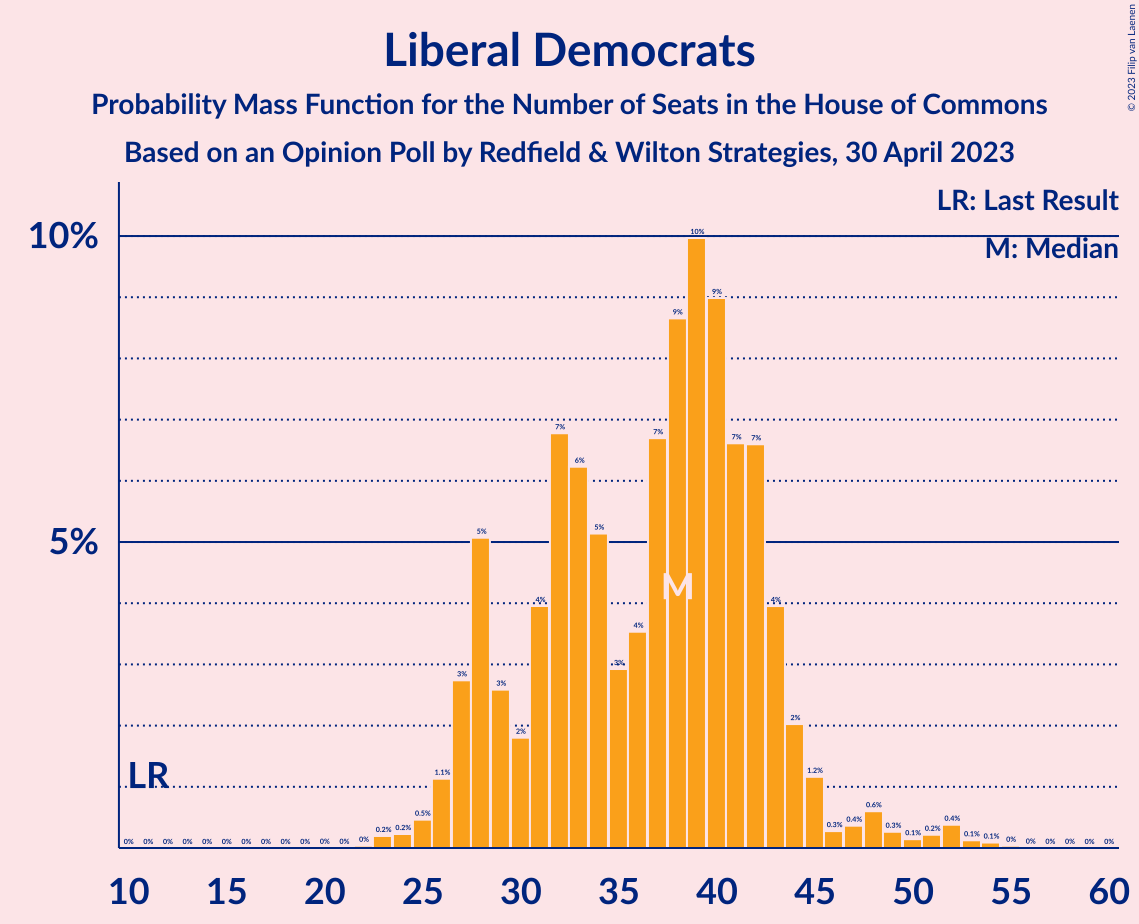 © 2023 Filip van Laenen
Liberal Democrats
Probability Mass Function for the Number of Seats in the House of Commons
Based on an Opinion Poll by Redfield & Wilton Strategies, 30 April 2023
LR: Last Result
M: Median
10%
5%
LR
M
0% 0% 0% 0% 0% 0% 0% 0% 0% 0% 0% 0% 0% 0.2% 0.2% 0.5% 1.1% 3% 5% 3% 2% 4% 7% 6% 5% 3% 4% 7% 9% 10% 9% 7% 7% 4% 2% 1.2% 0.3% 0.4% 0.6% 0.3% 0.1% 0.2% 0.4% 0.1% 0.1% 0% 0% 0% 0% 0% 0%
10 15 20 25 30 35 40 45 50 55 60